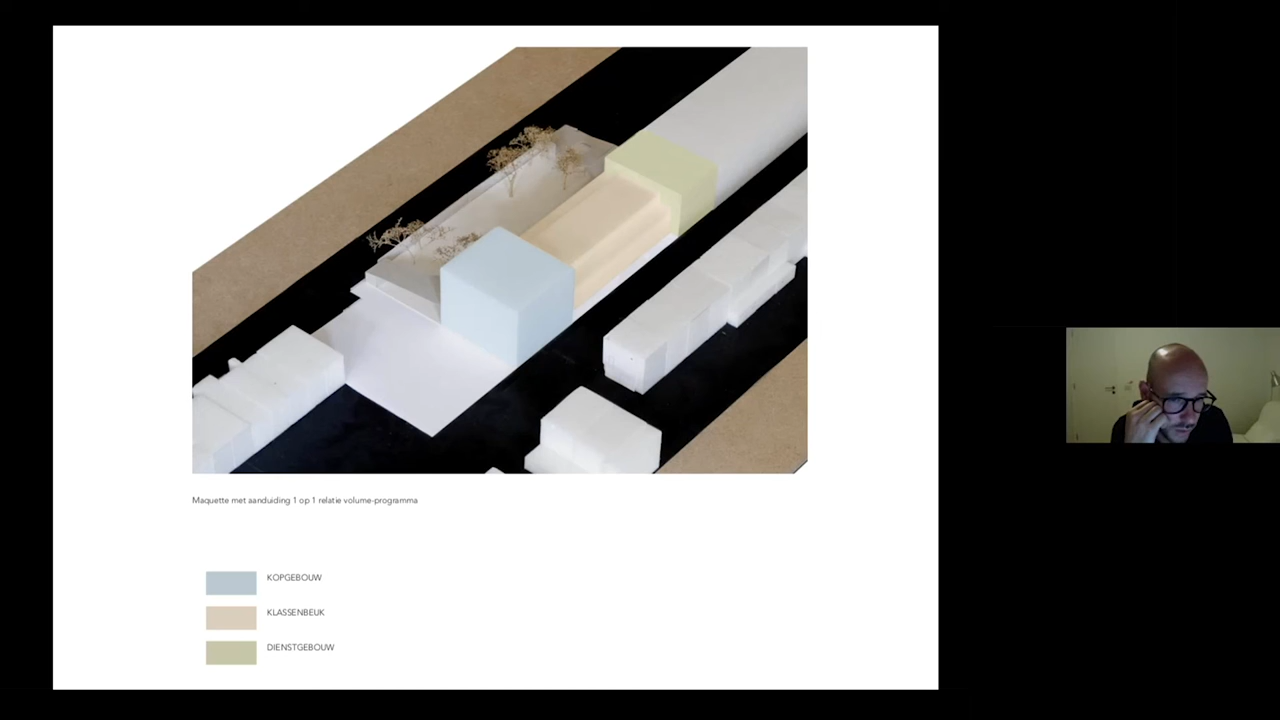 Maquette met aanduiding 1 op 1 relatie volume-programma
KOPGEBOUW
KLASSENBEUK
DIENSTGEBOUW